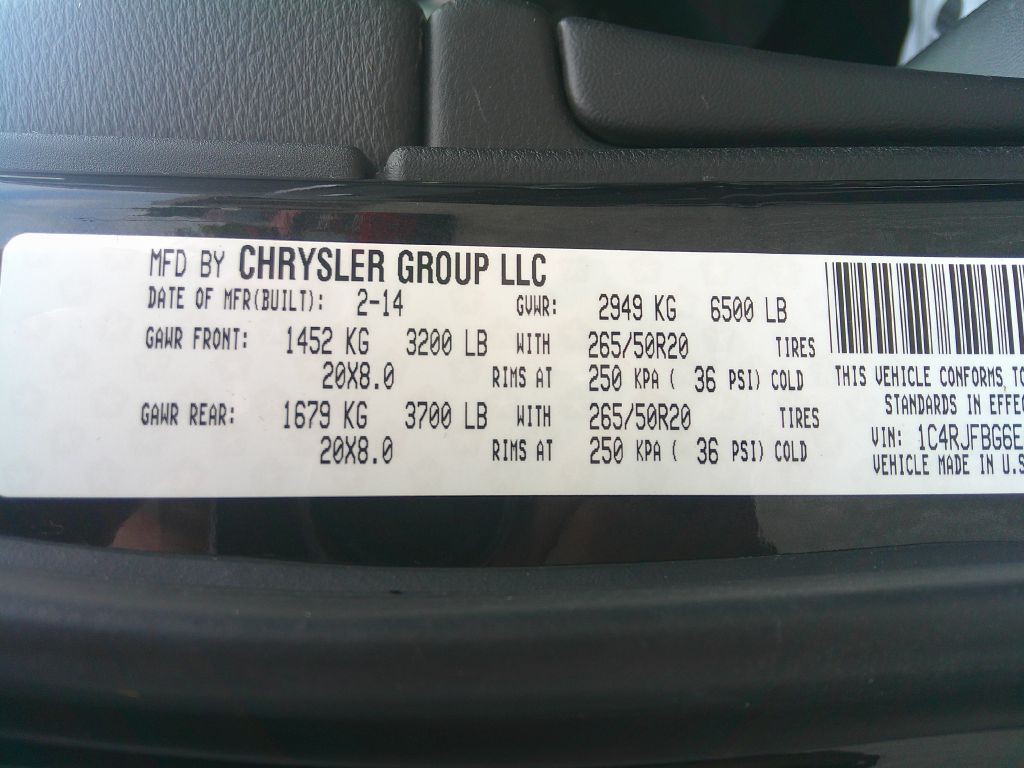 MFD BY CHRYSLER GROUP LLC
DATE OF MFR(BUILT): 2-14 GVWR: 2949 KG 6500 LB
GAWR FRONT: 1452 KG 3200 LB WITH 265/50R20 TIRES
20X8.0 RIMS AT 250 KPA ( 36 PSI) COLD
GAWR REAR: 1679 KG 3700 LB WITH 265/50R20 TIRES
20X8.0 RIMS AT 250 KPA ( 36 PSI) COLD
THIS VEHICLE CONFORMS TO
STANDARDS IN EFFE
VIN: 1C4RJFBG6E
VEHICLE MADE IN U.S